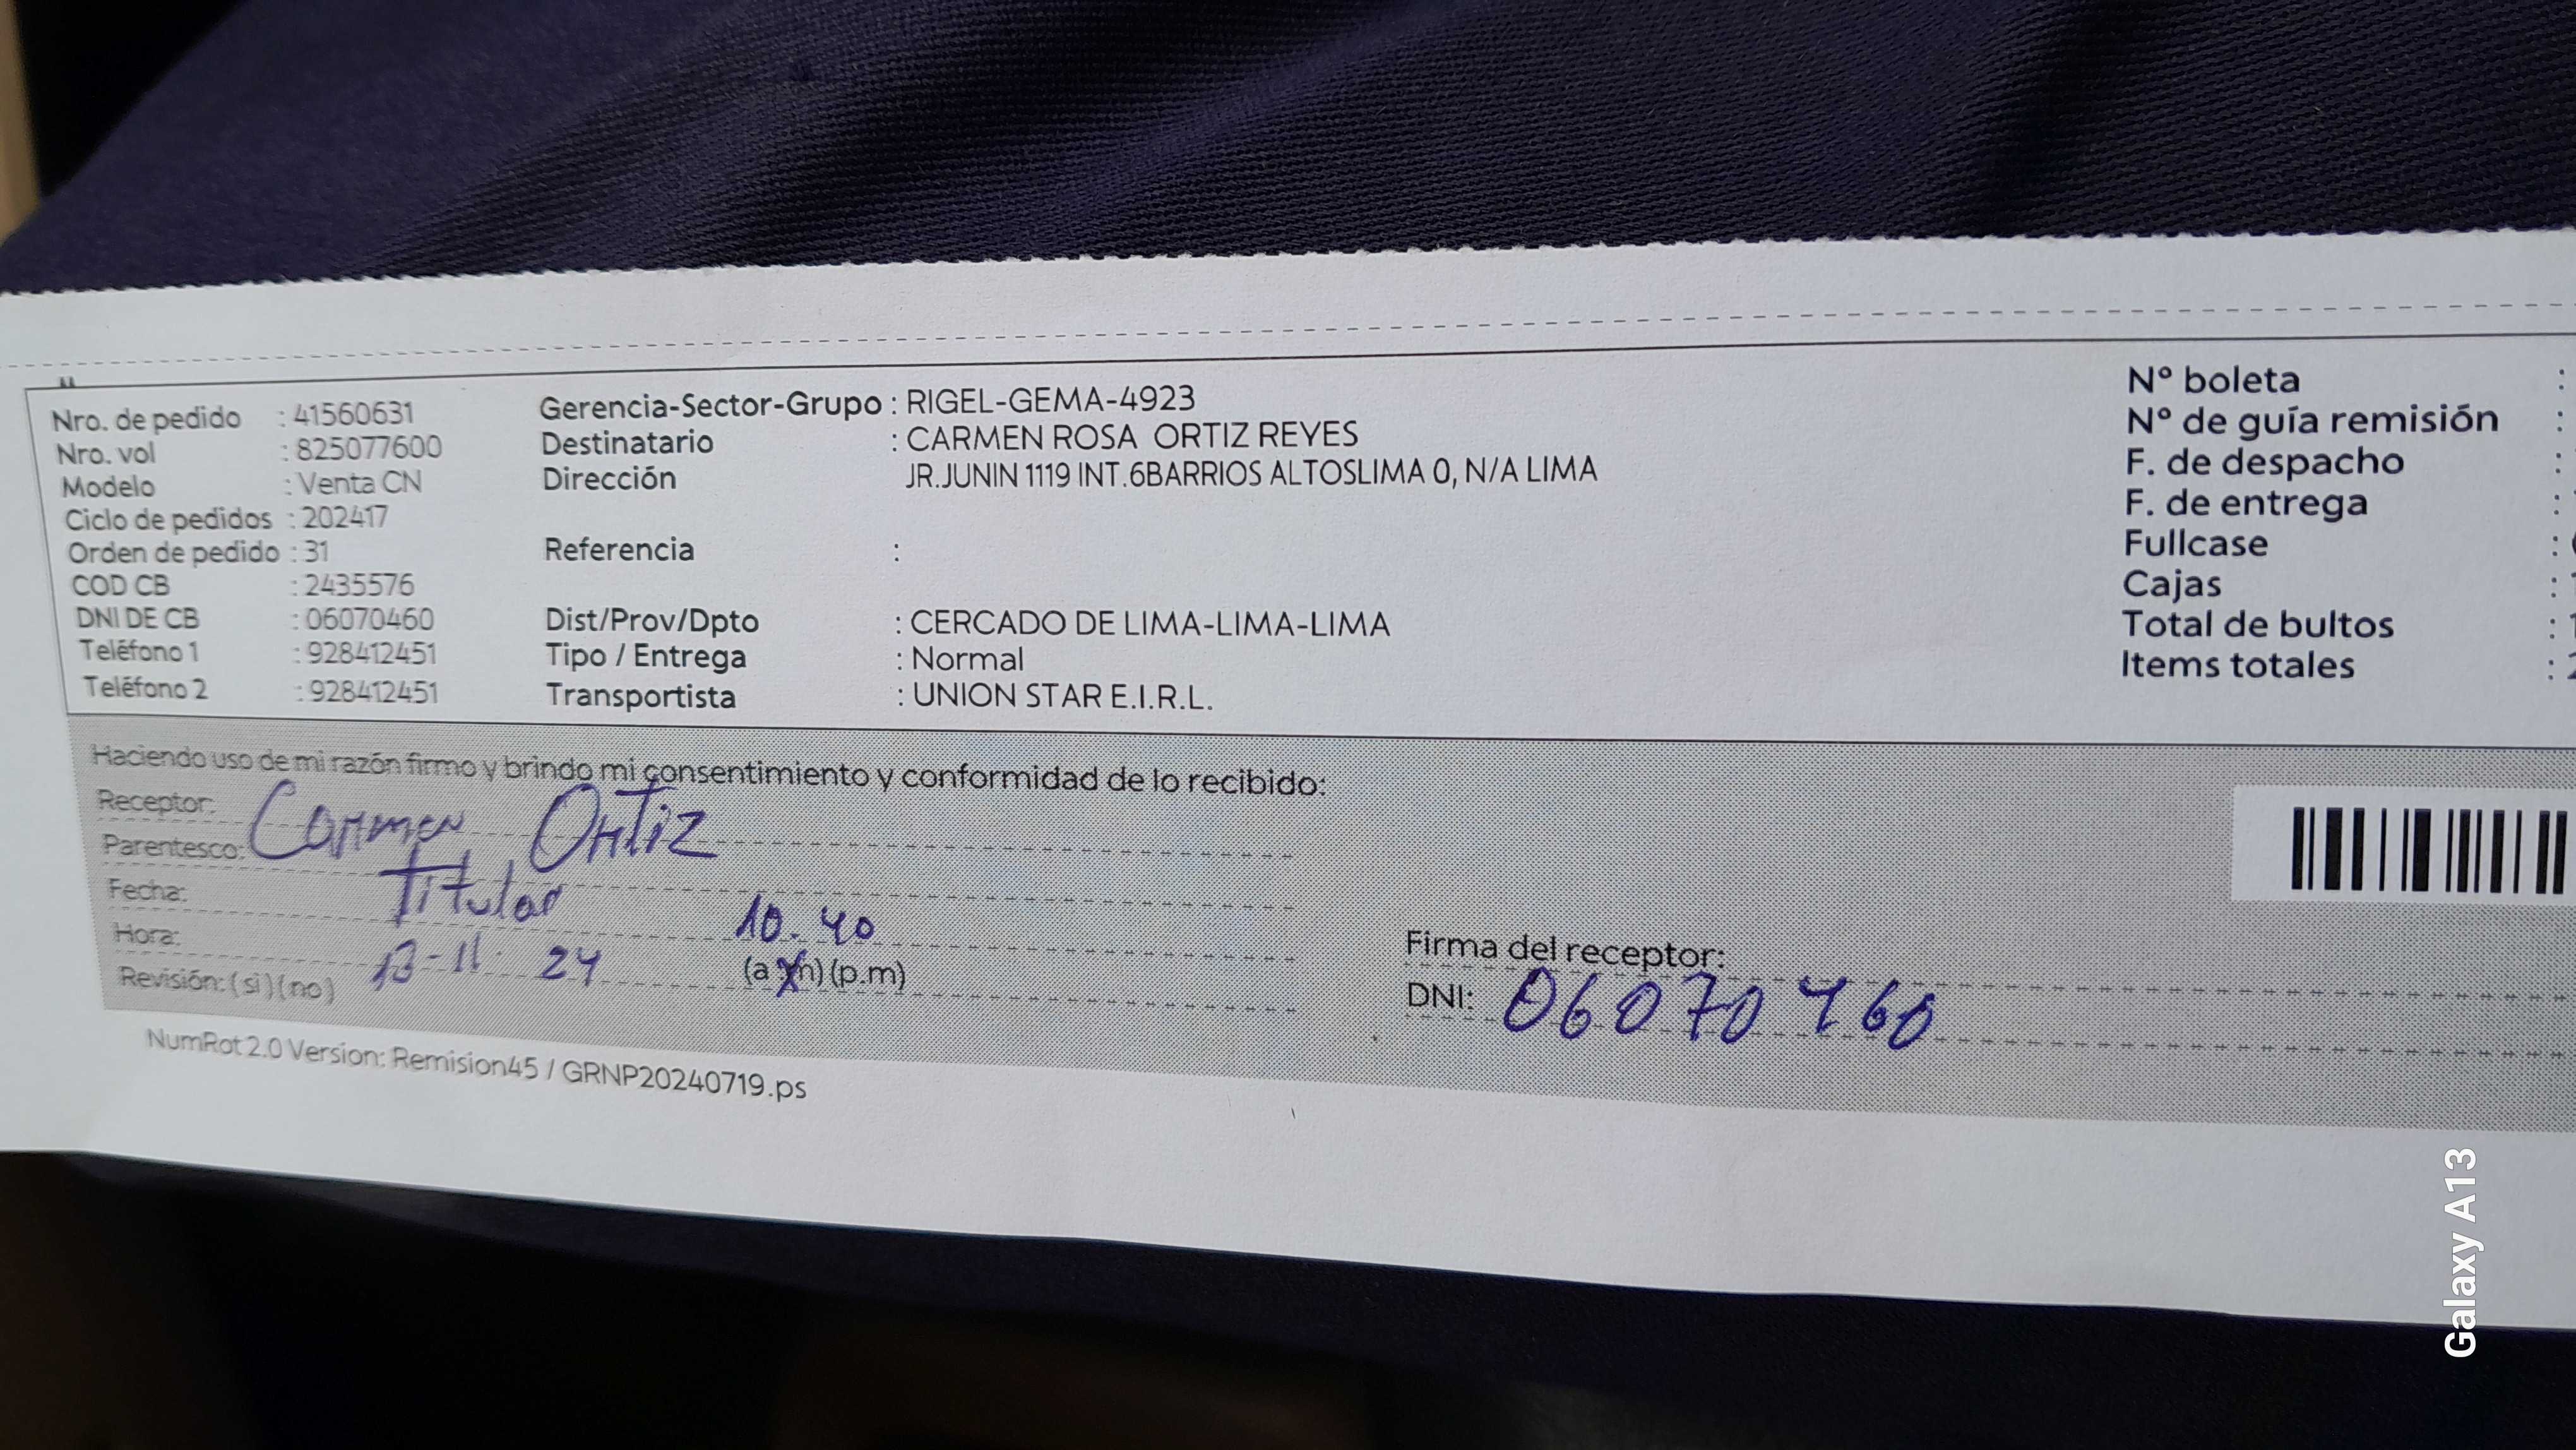 Nro. de pedido : 41560631
Nro. vol : 825077600
Modelo : Venta CN
Ciclo de pedidos : 202417
Orden de pedido : 31
COD CB : 2435576
DNI DE CB : 06070460
Teléfono 1 : 928412451
Teléfono 2 : 928412451
Gerencia-Sector-Grupo : RIGEL-GEMA-4923
Destinatario : CARMEN ROSA ORTIZ REYES
Dirección JR.JUNIN 1119 INT.6BARRIOS ALTOSLIMA 0, N/A LIMA
Referencia :
Dist/Prov/Dpto : CERCADO DE LIMA-LIMA-LIMA
Tipo / Entrega : Normal
Transportista : UNION STAR E.I.R.L.
Nº boleta :
Nº de guía remisión :
F. de despacho :
F. de entrega :
Fullcase :
Cajas :
Total de bultos :
Items totales :
Haciendo uso de mi razón firmo y brindo mi consentimiento y conformidad de lo recibido:
Receptor: Carmen Ortiz
Parentesco: Titular
Fecha: 13-11-24
Hora: 10.40
(a.m) (p.m)
Revisión: (si) (no)
Firma del receptor:
DNI: 06070460
NumRot 2.0 Version: Remision45 / GRNP20240719.ps
Galaxy A13